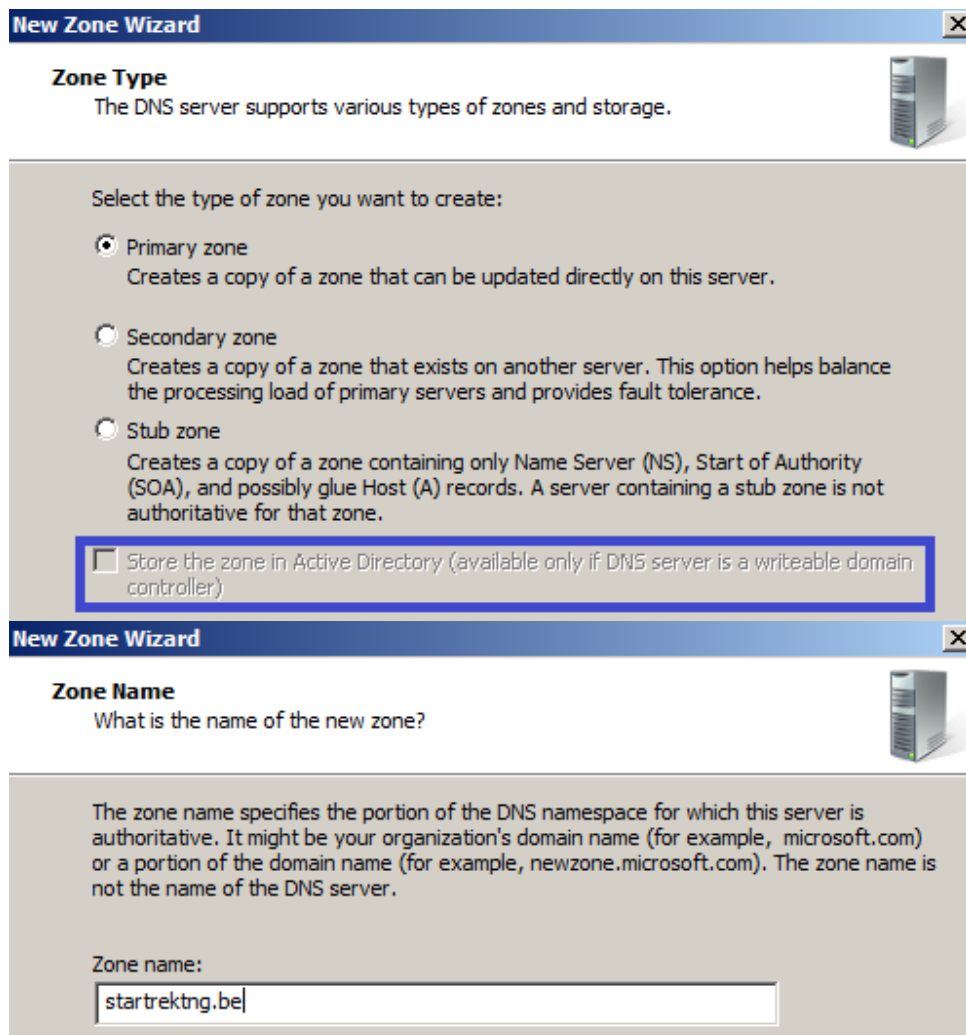 New Zone Wizard
Zone Type
The DNS server supports various types of zones and storage.
Select the type of zone you want to create:
Primary zone
Creates a copy of a zone that can be updated directly on this server.
Secondary zone
Creates a copy of a zone that exists on another server. This option helps balance
the processing load of primary servers and provides fault tolerance.
Stub zone
Creates a copy of a zone containing only Name Server (NS), Start of Authority
(SOA), and possibly glue Host (A) records. A server containing a stub zone is not
authoritative for that zone.
Store the zone in Active Directory (available only if DNS server is a writeable domain
controller)
New Zone Wizard
Zone Name
What is the name of the new zone?
The zone name specifies the portion of the DNS namespace for which this server is
authoritative. It might be your organization's domain name (for example, microsoft.com)
or a portion of the domain name (for example, newzone.microsoft.com). The zone name is
not the name of the DNS server.
Zone name:
startrektng.be